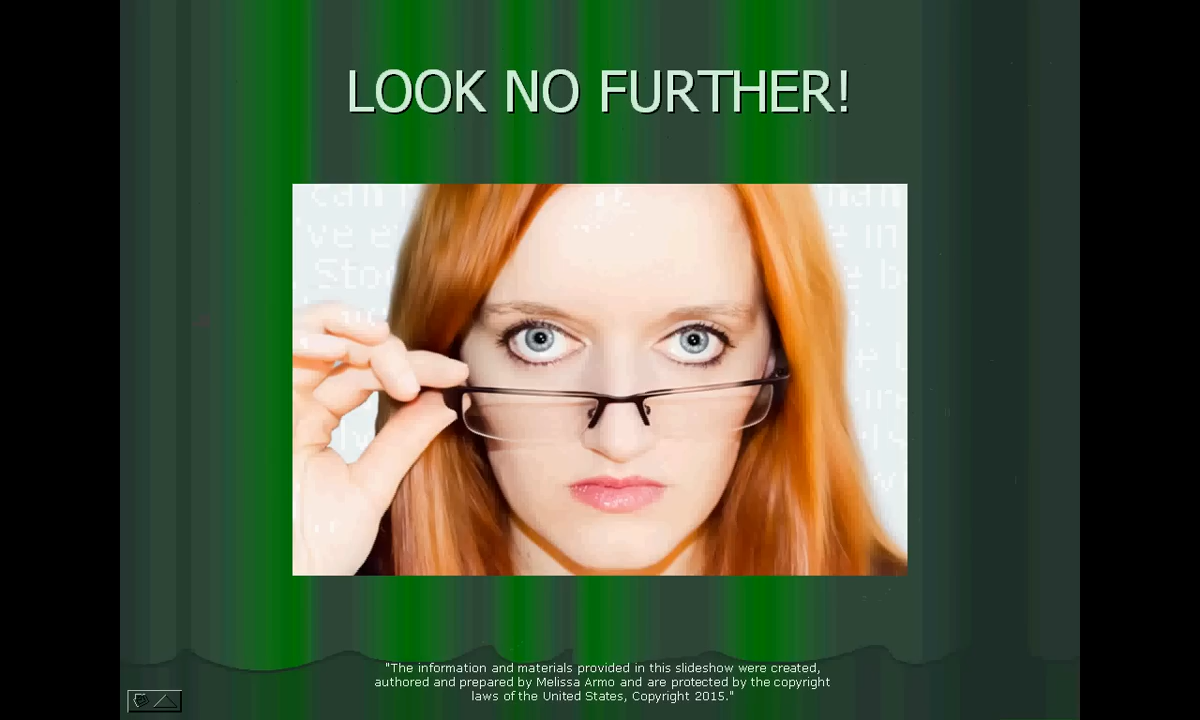 LOOK NO FURTHER!
"The information and materials provided in this slideshow were created,
authored and prepared by Melissa Armo and are protected by the copyright
laws of the United States, Copyright 2015."